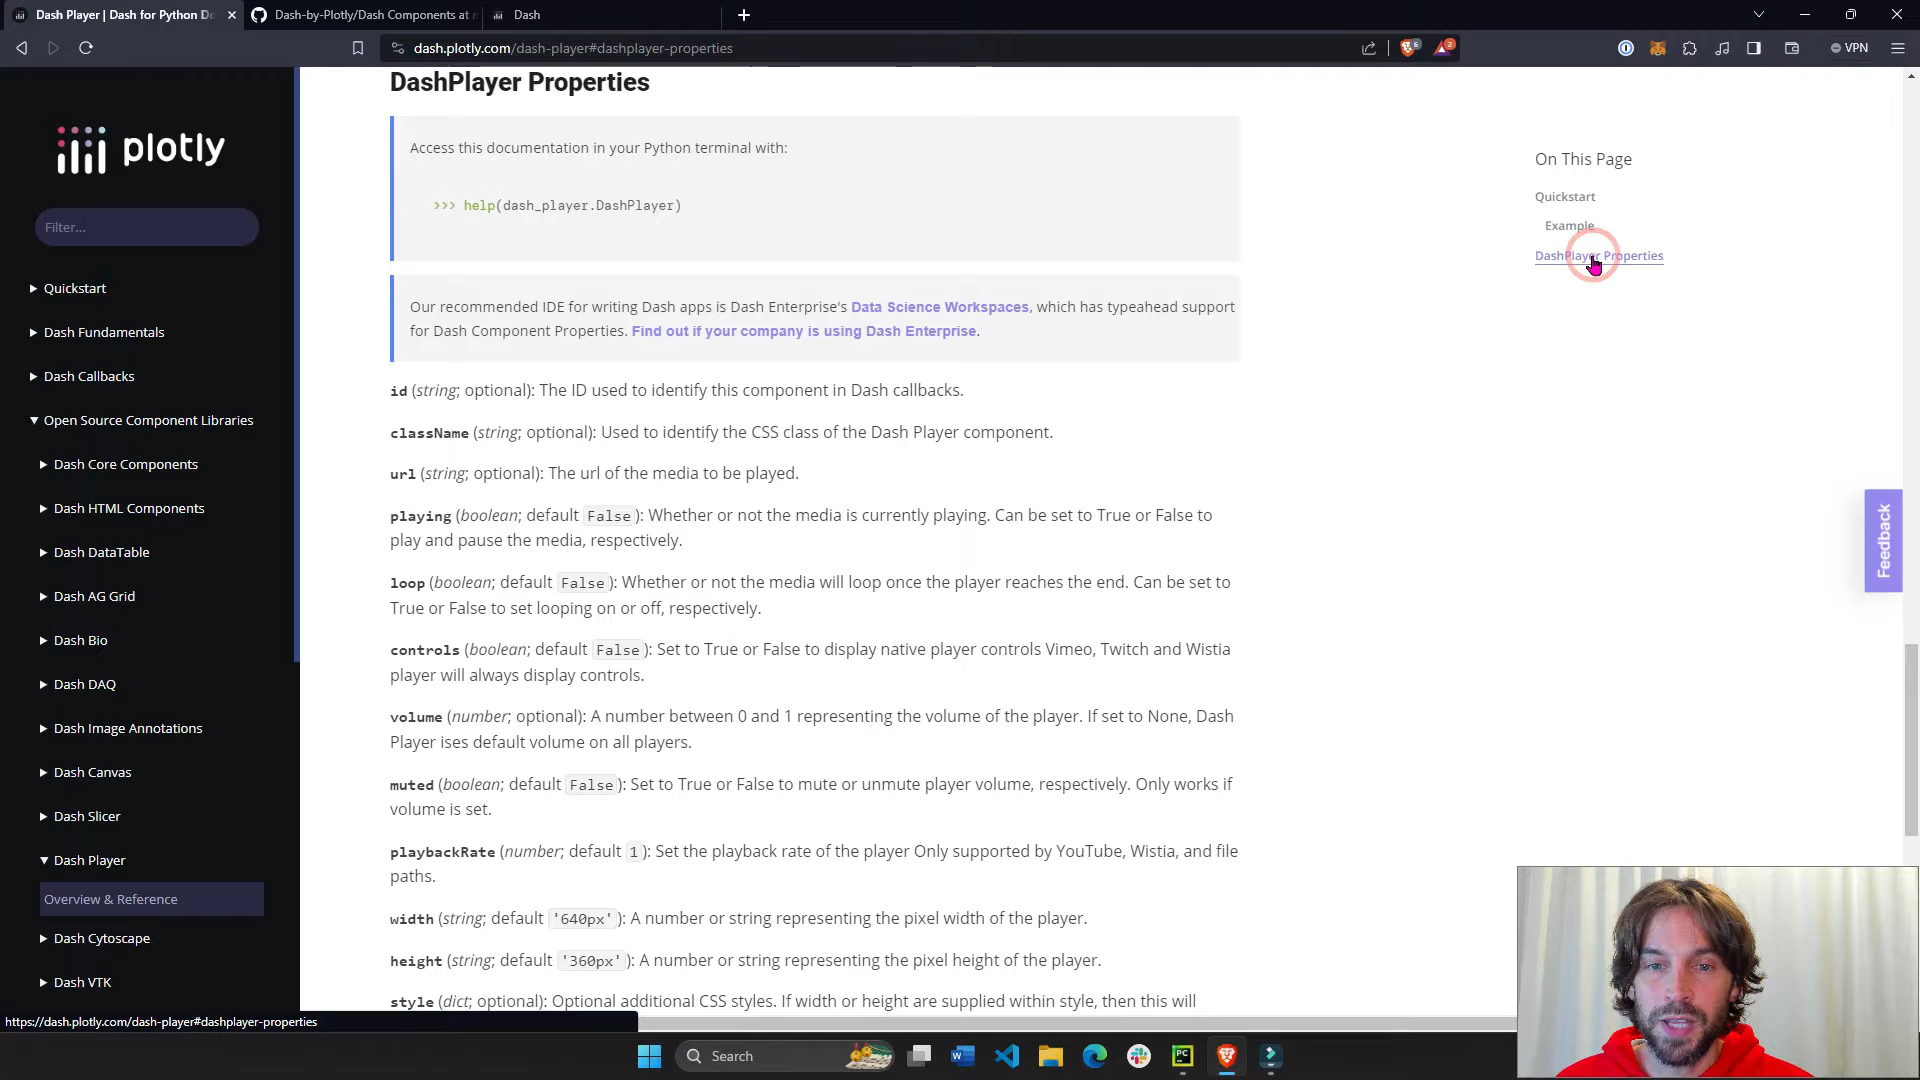 Dash Player | Dash for Python Do
Dash-by-Plotly/Dash Components at
Dash
dash.plotly.com/dash-player#dashplayer-properties
6
2
VPN
plotly
Filter...
Quickstart
Dash Fundamentals
Dash Callbacks
Open Source Component Libraries
Dash Core Components
Dash HTML Components
Dash DataTable
Dash AG Grid
Dash Bio
Dash DAQ
Dash Image Annotations
Dash Canvas
Dash Slicer
Dash Player
Overview & Reference
Dash Cytoscape
Dash VTK
DashPlayer Properties
Access this documentation in your Python terminal with:
>>> help(dash_player.DashPlayer)
Our recommended IDE for writing Dash apps is Dash Enterprise's Data Science Workspaces, which has typeahead support
for Dash Component Properties. Find out if your company is using Dash Enterprise.
id (string; optional): The ID used to identify this component in Dash callbacks.
className (string; optional): Used to identify the CSS class of the Dash Player component.
url (string; optional): The url of the media to be played.
playing (boolean; default False): Whether or not the media is currently playing. Can be set to True or False to
play and pause the media, respectively.
loop (boolean; default False): Whether or not the media will loop once the player reaches the end. Can be set to
True or False to set looping on or off, respectively.
controls (boolean; default False): Set to True or False to display native player controls Vimeo, Twitch and Wistia
player will always display controls.
volume (number; optional): A number between 0 and 1 representing the volume of the player. If set to None, Dash
Player ises default volume on all players.
muted (boolean; default False): Set to True or False to mute or unmute player volume, respectively. Only works if
volume is set.
playbackRate (number; default 1): Set the playback rate of the player Only supported by YouTube, Wistia, and file
paths.
width (string; default '640px'): A number or string representing the pixel width of the player.
height (string; default '360px'): A number or string representing the pixel height of the player.
style (dict; optional): Optional additional CSS styles. If width or height are supplied within style, then this will
On This Page
Quickstart
Example
DashPlayer Properties
Feedback
https://dash.plotly.com/dash-player#dashplayer-properties
Search
PC